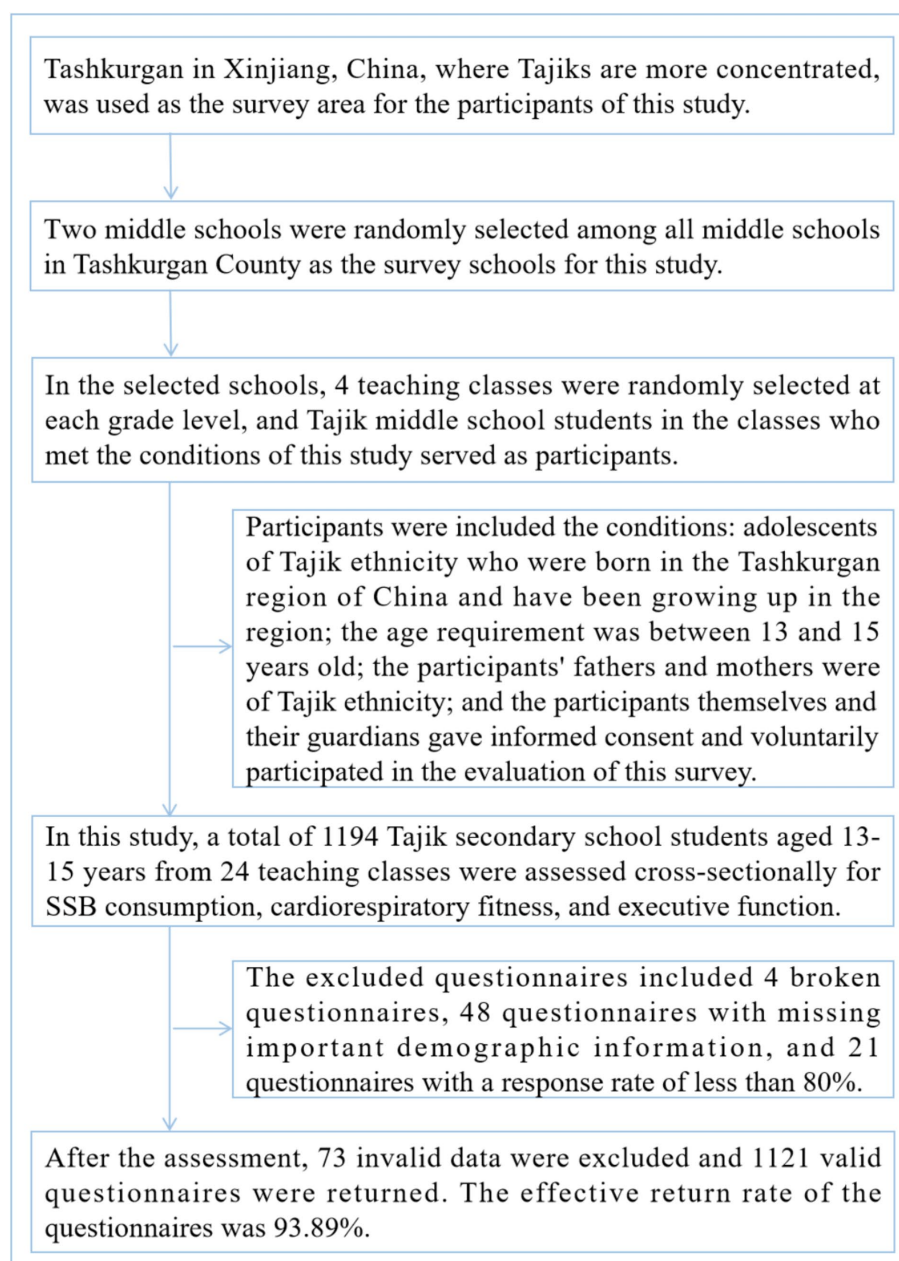 Tashkurgan in Xinjiang, China, where Tajiks are more concentrated,
was used as the survey area for the participants of this study.
Two middle schools were randomly selected among all middle schools
in Tashkurgan County as the survey schools for this study.
In the selected schools, 4 teaching classes were randomly selected at
each grade level, and Tajik middle school students in the classes who
met the conditions of this study served as participants.
Participants were included the conditions: adolescents
of Tajik ethnicity who were born in the Tashkurgan
region of China and have been growing up in the
region; the age requirement was between 13 and 15
years old; the participants' fathers and mothers were
of Tajik ethnicity; and the participants themselves and
their guardians gave informed consent and voluntarily
participated in the evaluation of this survey.
In this study, a total of 1194 Tajik secondary school students aged 13-
15 years from 24 teaching classes were assessed cross-sectionally for
SSB consumption, cardiorespiratory fitness, and executive function.
The excluded questionnaires included 4 broken
questionnaires, 48 questionnaires with missing
important demographic information, and 21
questionnaires with a response rate of less than 80%.
After the assessment, 73 invalid data were excluded and 1121 valid
questionnaires were returned. The effective return rate of the
questionnaires was 93.89%.